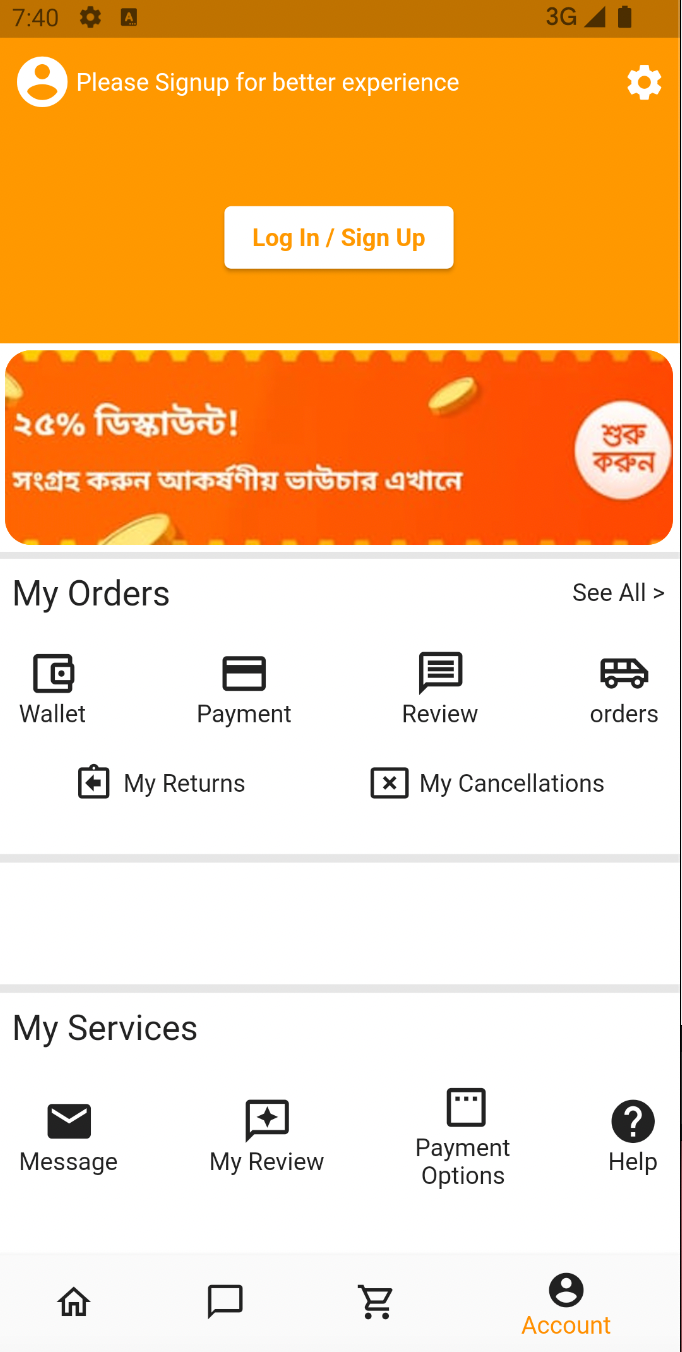 7:40
3G
Please Signup for better experience
Log In / Sign Up
২৫% ডিস্কাউন্ট!
সংগ্রহ করুন আকর্ষণীয় ভাউচার এখানে
শুরু
করুন
My Orders
See All >
Wallet
Payment
Review
orders
My Returns
My Cancellations
My Services
Message
My Review
Payment
Options
Help
Account